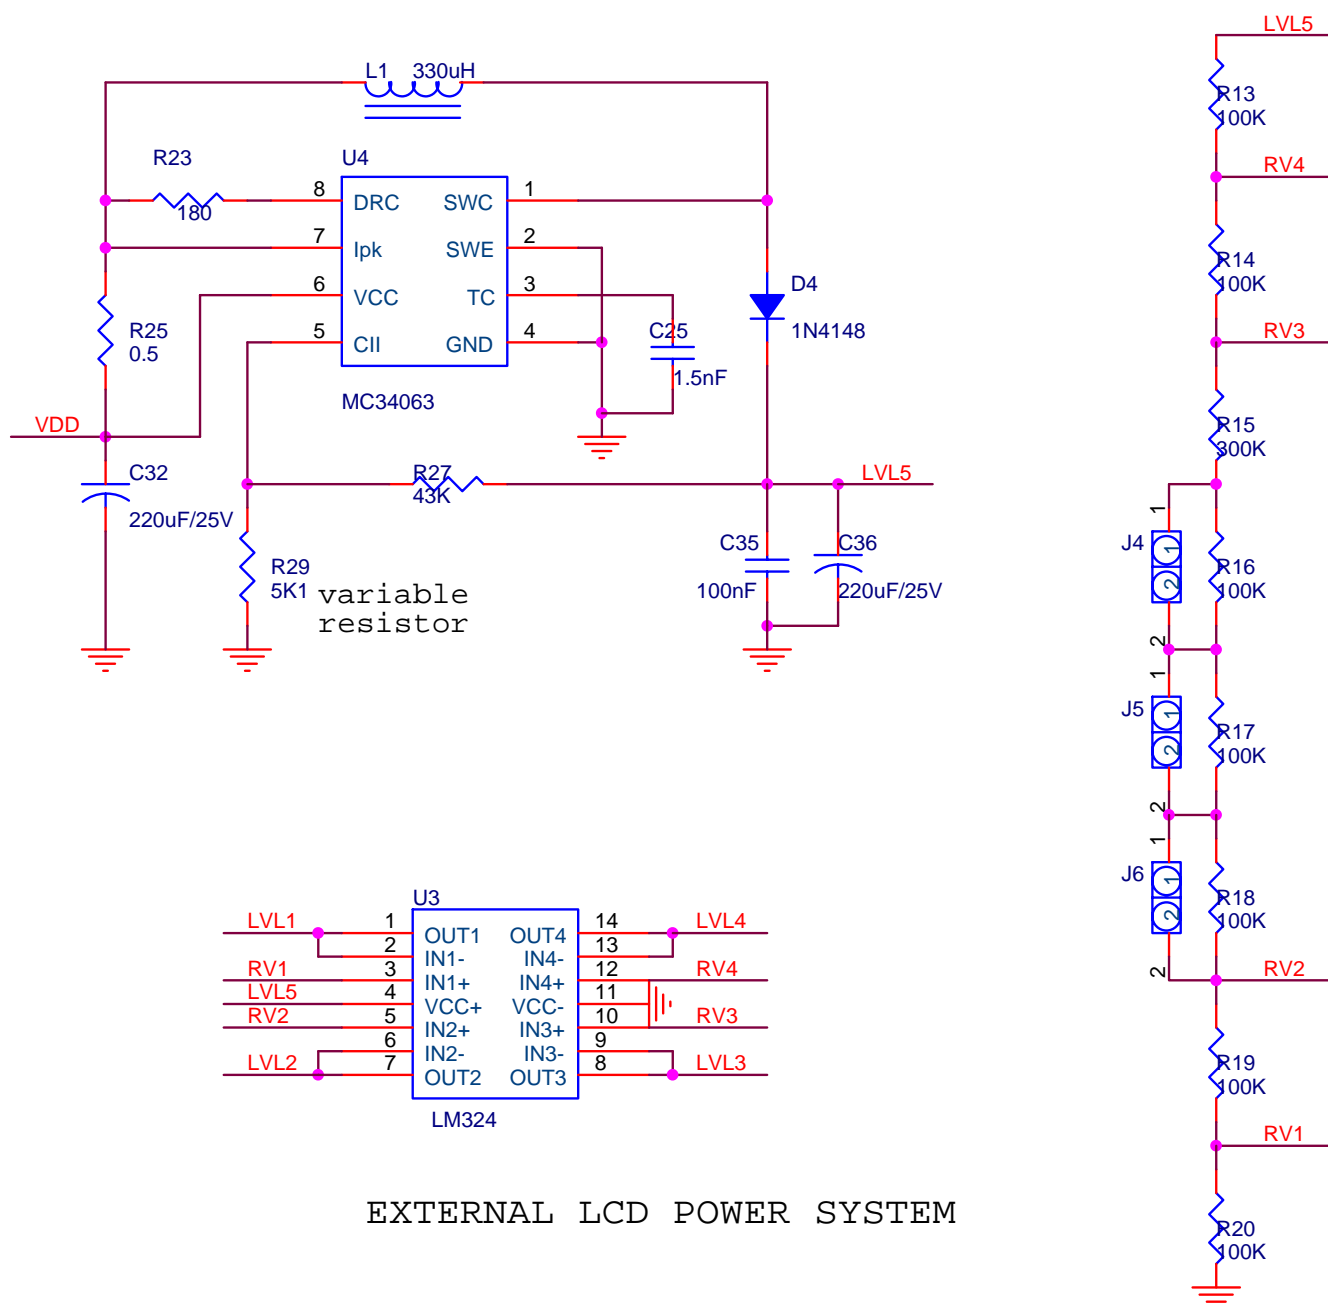 L1 330uH
R23
180
U4
8 DRC SWC 1
7 Ipk SWE 2
6 VCC TC 3
5 CII GND 4
MC34063
R25
0.5
D4
1N4148
C25
1.5nF
VDD
C32
220uF/25V
R27
43K
LVL5
R29
5K1
variable
resistor
C35
100nF
C36
220uF/25V
U3
LVL1 1 OUT1 OUT4 14 LVL4
2 IN1- IN4- 13
RV1 3 IN1+ IN4+ 12 RV4
LVL5 4 VCC+ VCC- 11
RV2 5 IN2+ IN3+ 10 RV3
6 IN2- IN3- 9
LVL2 7 OUT2 OUT3 8 LVL3
LM324
EXTERNAL LCD POWER SYSTEM
LVL5
R13
100K
RV4
R14
100K
RV3
R15
300K
1
J4 1
2
2
R16
100K
1
J5 1
2
2
R17
100K
1
J6 1
2
2
R18
100K
RV2
R19
100K
RV1
R20
100K